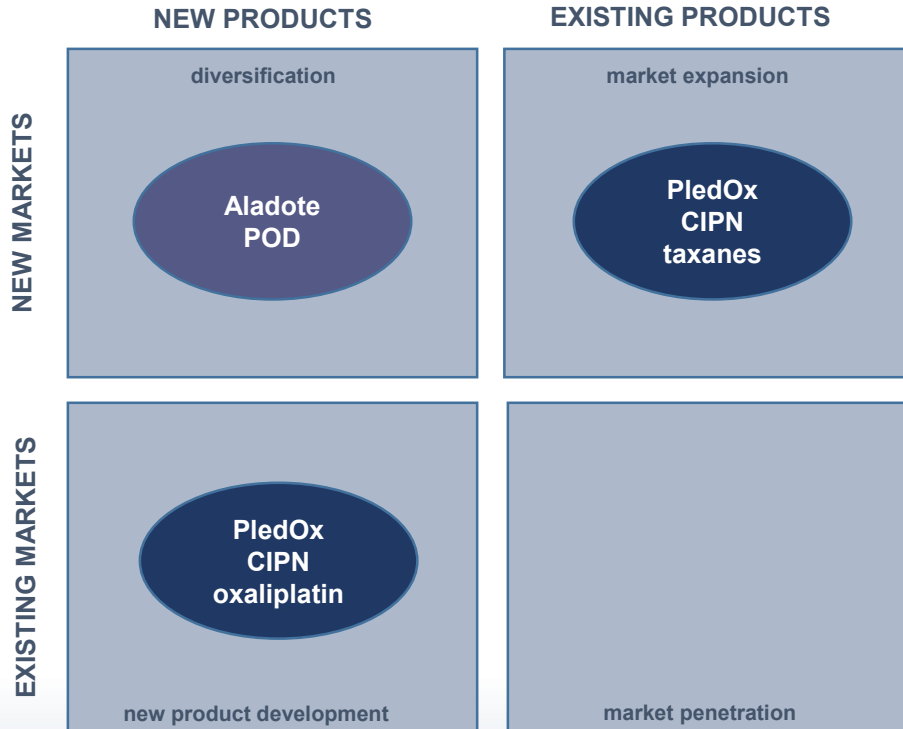 NEW PRODUCTS
EXISTING PRODUCTS
NEW MARKETS
diversification
Aladote
POD
market expansion
PledOx
CIPN
taxanes
EXISTING MARKETS
PledOx
CIPN
oxaliplatin
new product development
market penetration